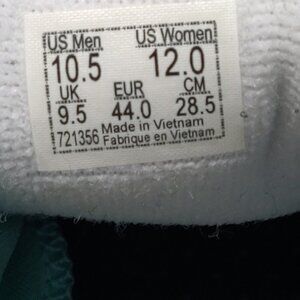 US Men US Women
10.5 12.0
UK EUR CM
9.5 44.0 28.5
Made in Vietnam
721356 Fabrique en Vietnam